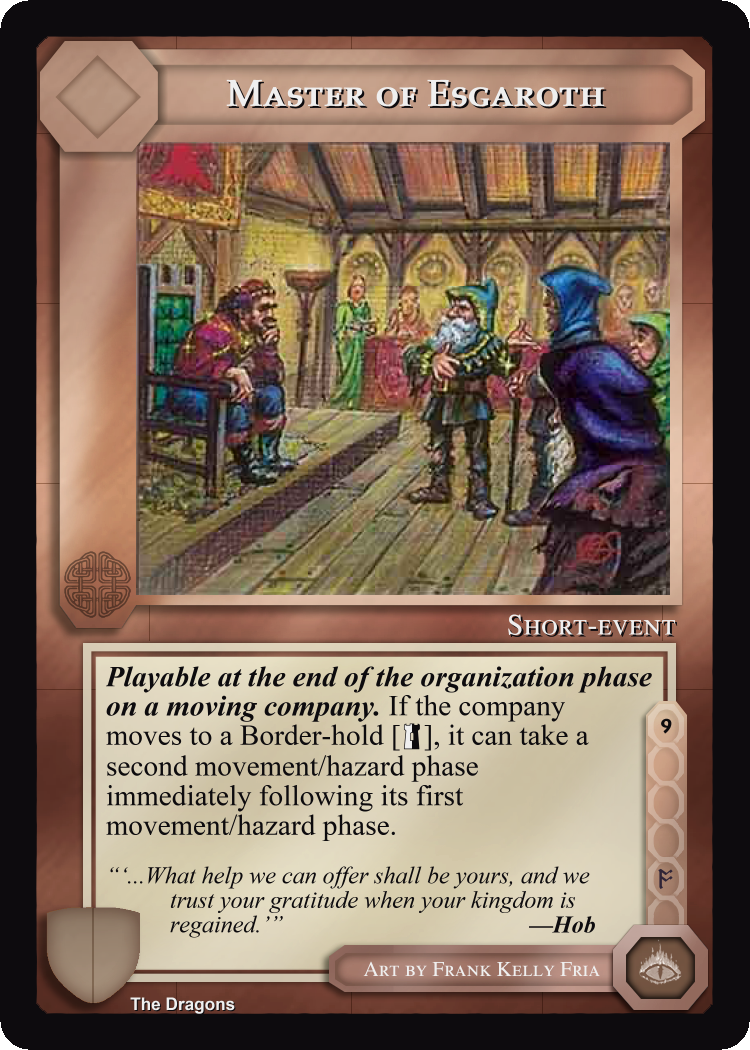 Master of Esgaroth
Short-event
Playable at the end of the organization phase
on a moving company. If the company
moves to a Border-hold [ ], it can take a
second movement/hazard phase
immediately following its first
movement/hazard phase.
9
“‘...What help we can offer shall be yours, and we
trust your gratitude when your kingdom is
regained.’”
—Hob
ᚠ
Art by Frank Kelly Fria
The Dragons